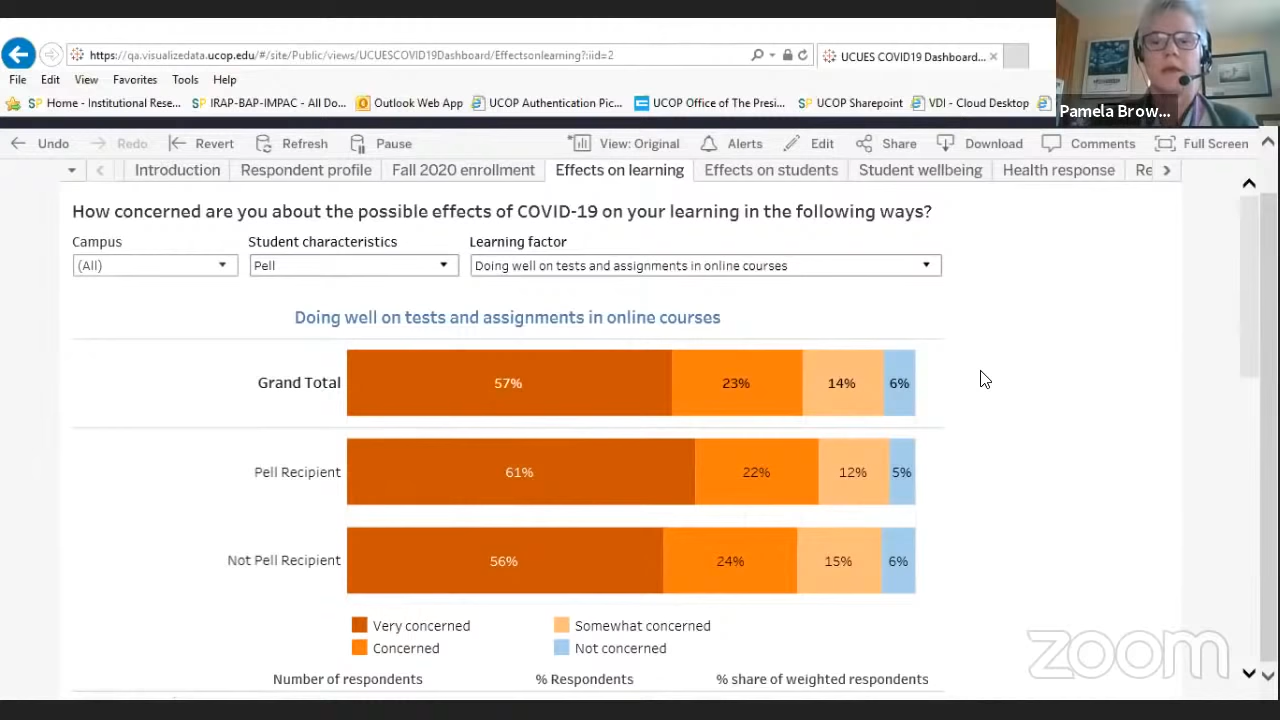 https://qa.visualizedata.ucop.edu/#/site/Public/views/UCUESCOVID19Dashboard/Effectsonlearning?:iid=2
UCUES COVID19 Dashboard...
File Edit View Favorites Tools Help
Home - Institutional Rese... IRAP-BAP-IMPAC - All Do... Outlook Web App UCOP Authentication Pic... UCOP Office of The Presi... UCOP Sharepoint VDI - Cloud Desktop
Pamela Brow...
Undo Redo Revert Refresh Pause View: Original Alerts Edit Share Download Comments Full Screen
Introduction Respondent profile Fall 2020 enrollment Effects on learning Effects on students Student wellbeing Health response Re
How concerned are you about the possible effects of COVID-19 on your learning in the following ways?
Campus Student characteristics Learning factor
(All) Pell Doing well on tests and assignments in online courses
Doing well on tests and assignments in online courses
Grand Total 57% 23% 14% 6%
Pell Recipient 61% 22% 12% 5%
Not Pell Recipient 56% 24% 15% 6%
Very concerned Somewhat concerned
Concerned Not concerned
zoom
Number of respondents % Respondents % share of weighted respondents